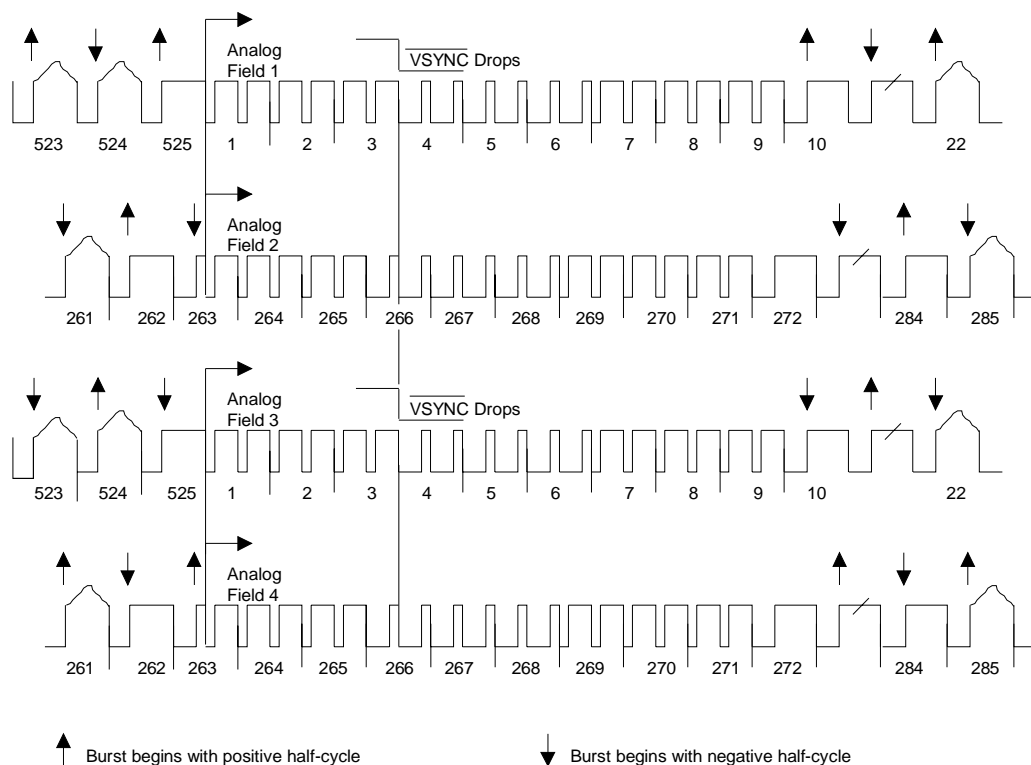 Analog
Field 1
VSYNC Drops
523 524 525 1 2 3 4 5 6 7 8 9 10 22
Analog
Field 2
261 262 263 264 265 266 267 268 269 270 271 272 284 285
Analog
Field 3
VSYNC Drops
523 524 525 1 2 3 4 5 6 7 8 9 10 22
Analog
Field 4
261 262 263 264 265 266 267 268 269 270 271 272 284 285
Burst begins with positive half-cycle Burst begins with negative half-cycle